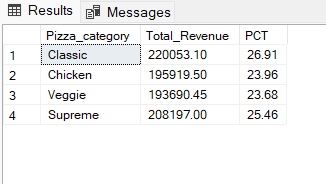 Results Messages
Pizza_category Total_Revenue PCT
1 Classic 220053.10 26.91
2 Chicken 195919.50 23.96
3 Veggie 193690.45 23.68
4 Supreme 208197.00 25.46